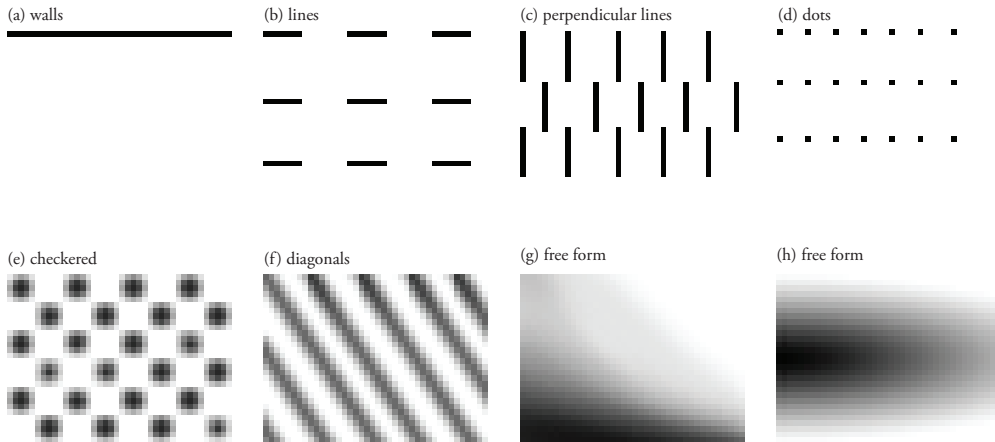 (a) walls
(b) lines
(c) perpendicular lines
(d) dots
(e) checkered
(f) diagonals
(g) free form
(h) free form